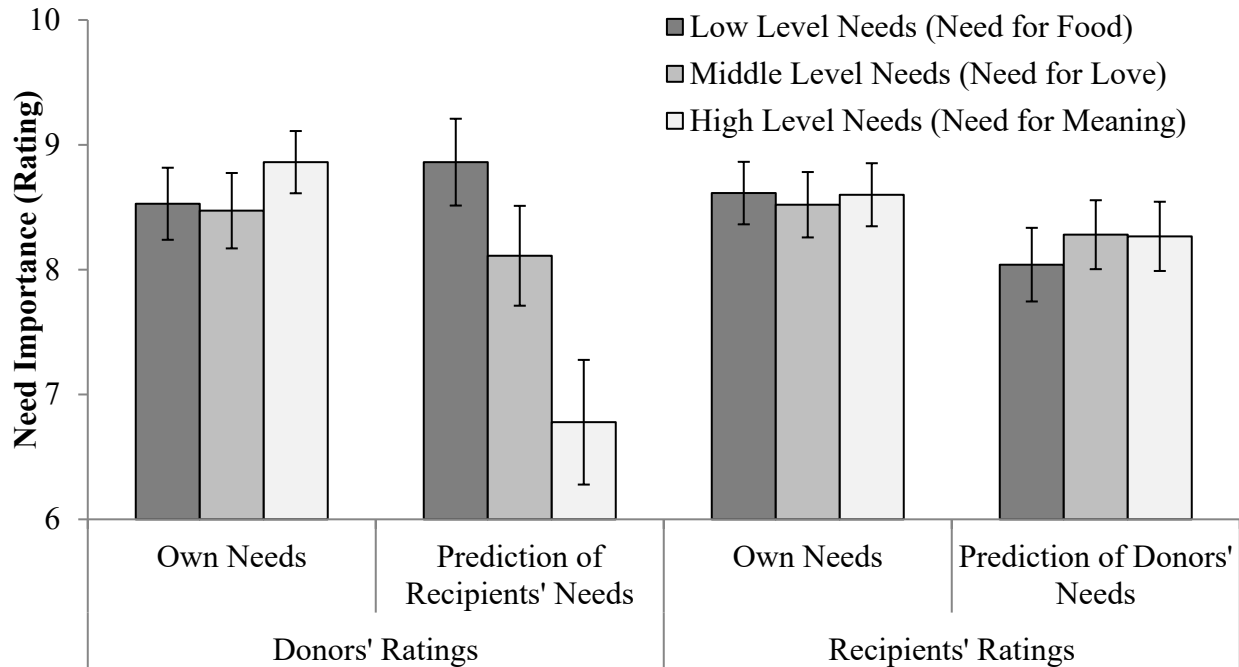 10
9
8
7
6
Need Importance (Rating)
Low Level Needs (Need for Food)
Middle Level Needs (Need for Love)
High Level Needs (Need for Meaning)
Own Needs
Prediction of
Recipients' Needs
Own Needs
Prediction of Donors'
Needs
Donors' Ratings
Recipients' Ratings